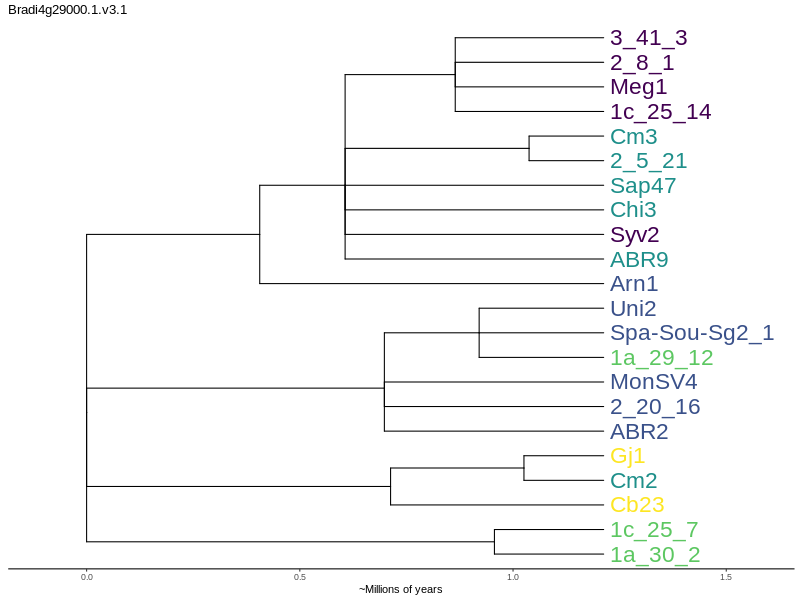 Bradi4g29000.1.v3.1
3_41_3
2_8_1
Meg1
1c_25_14
Cm3
2_5_21
Sap47
Chi3
Syv2
ABR9
Arn1
Uni2
Spa-Sou-Sg2_1
1a_29_12
MonSV4
2_20_16
ABR2
Gj1
Cm2
Cb23
1c_25_7
1a_30_2
0.0 0.5 1.0 1.5
~Millions of years